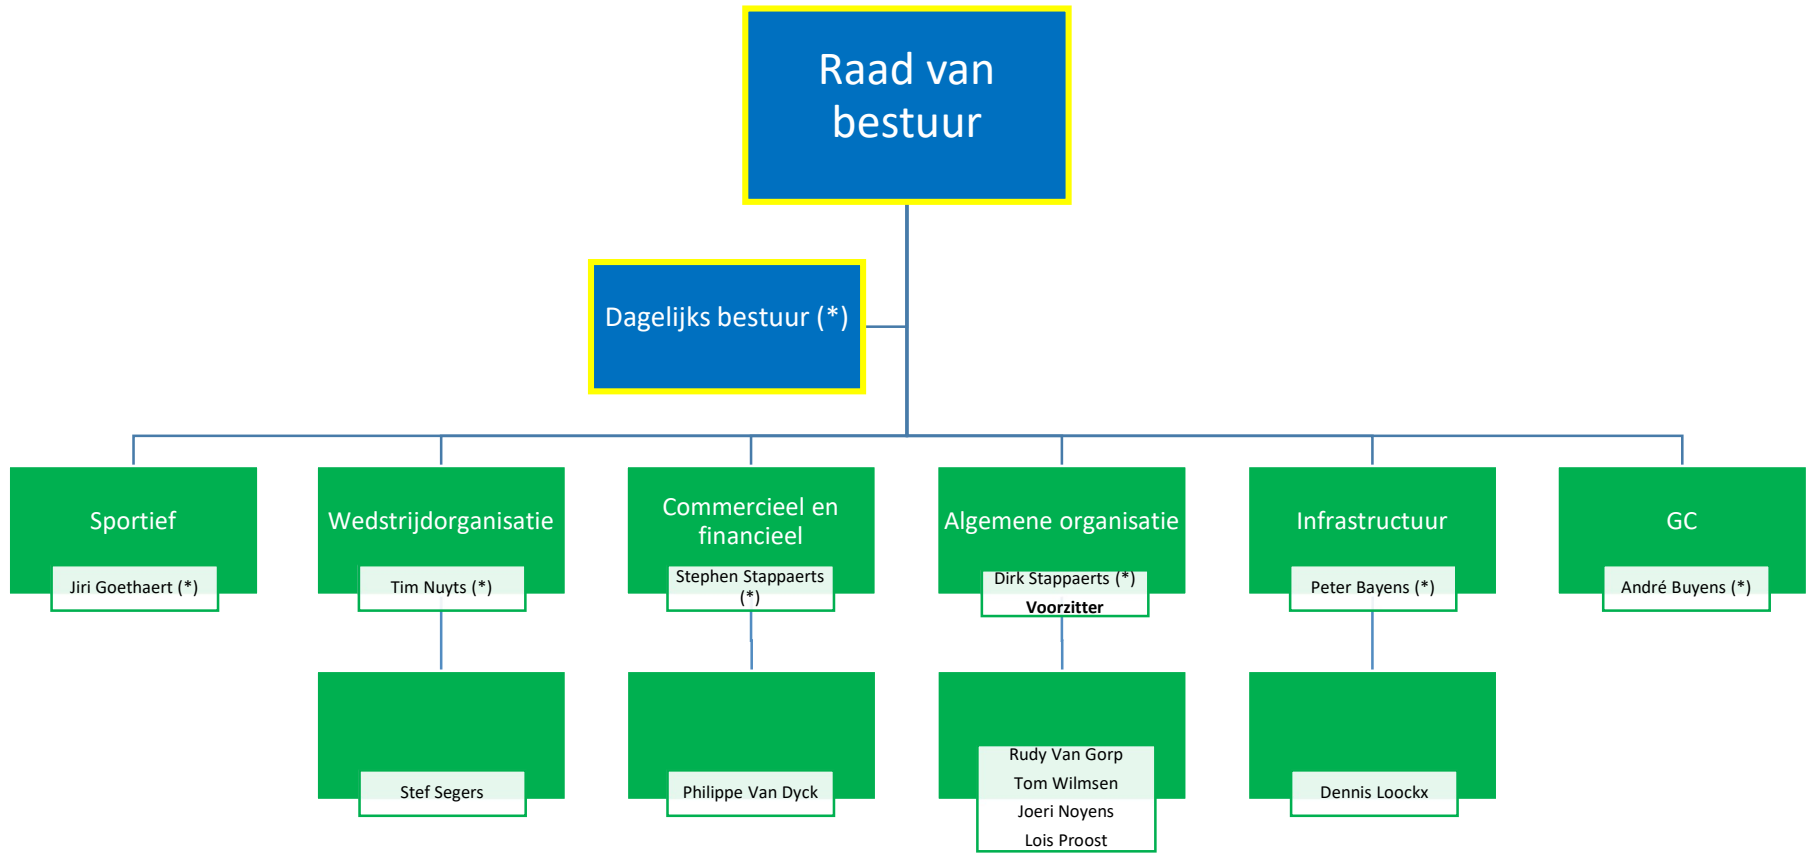 Raad van
bestuur
Dagelijks bestuur (*)
Sportief
Jiri Goethaert (*)
Wedstrijdorganisatie
Tim Nuyts (*)
Commercieel en
financieel
Stephen Stappaerts
(*)
Algemene organisatie
Dirk Stappaerts (*)
Voorzitter
Infrastructuur
Peter Bayens (*)
GC
André Buyens (*)
Stef Segers
Philippe Van Dyck
Rudy Van Gorp
Tom Wilmsen
Joeri Noyens
Lois Proost
Dennis Loockx